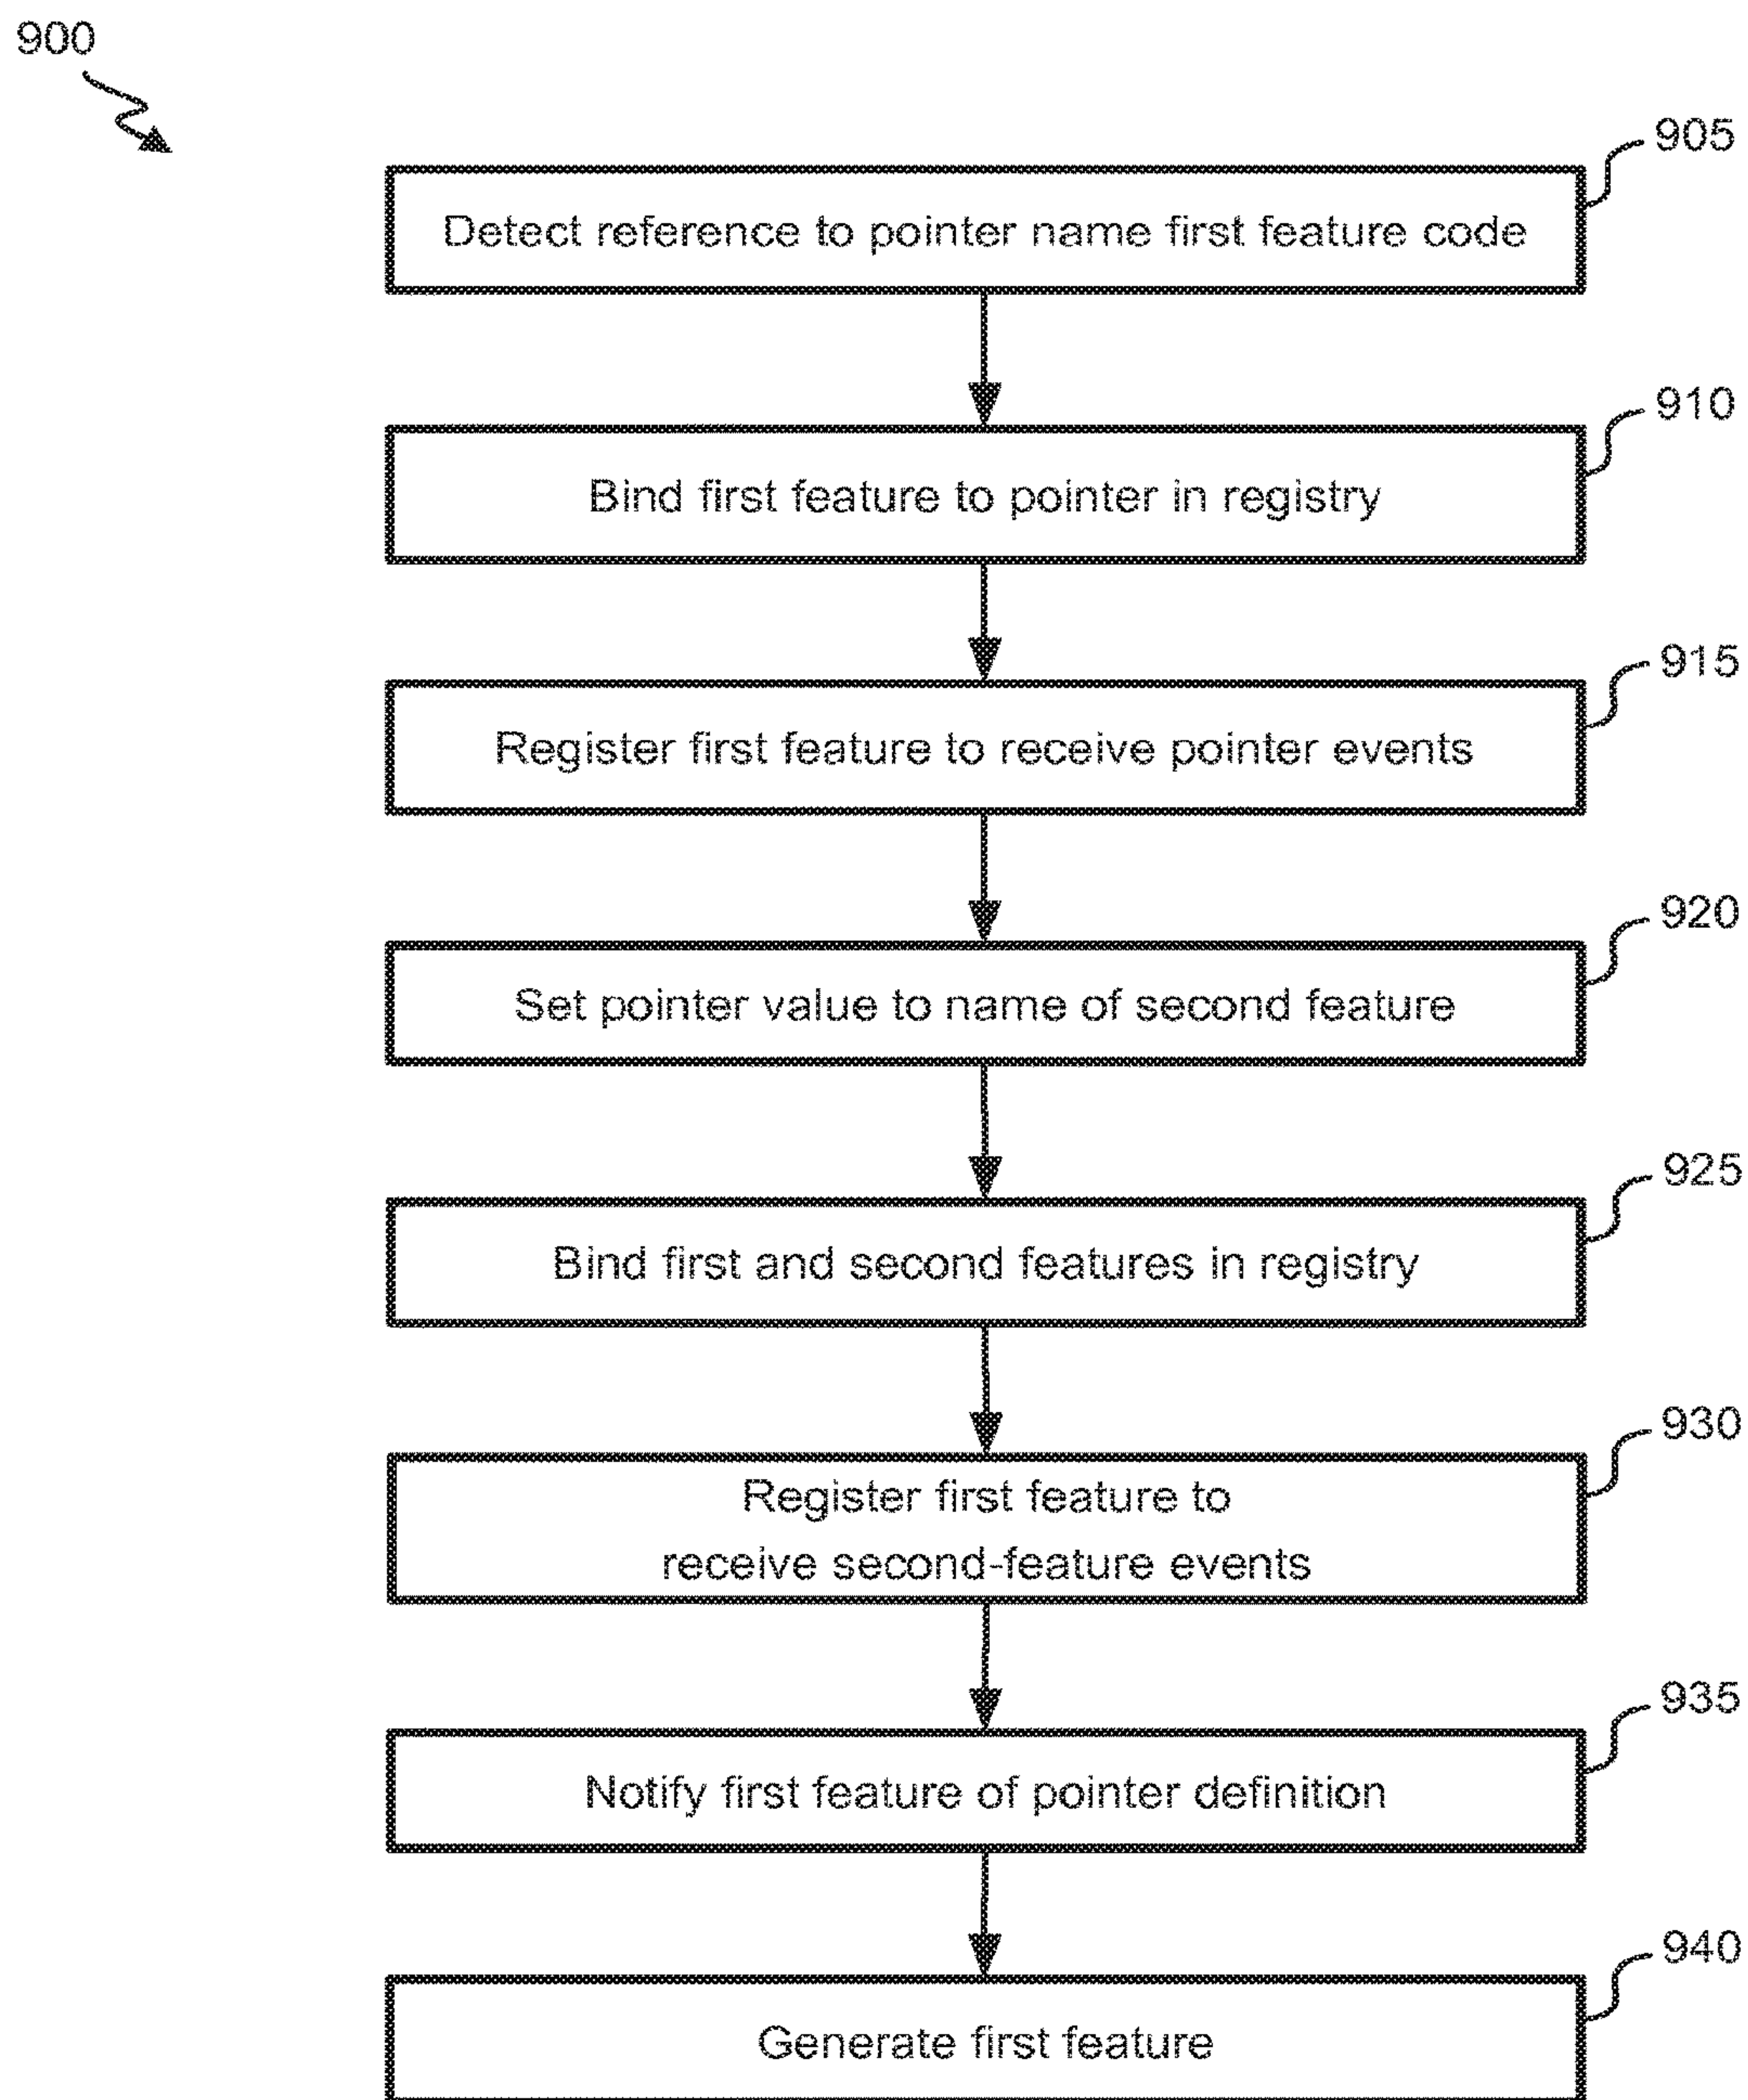 900
905
Detect reference to pointer name first feature code
910
Bind first feature to pointer in registry
915
Register first feature to receive pointer events
920
Set pointer value to name of second feature
925
Bind first and second features in registry
930
Register first feature to
receive second-feature events
935
Notify first feature of pointer definition
940
Generate first feature